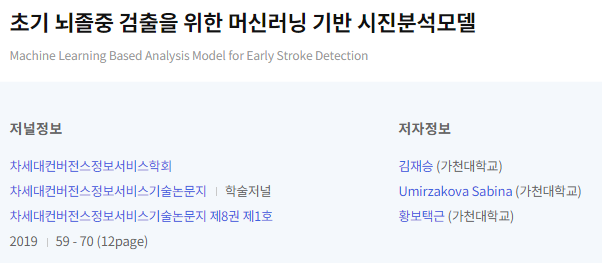 초기 뇌졸중 검출을 위한 머신러닝 기반 시진분석모델
Machine Learning Based Analysis Model for Early Stroke Detection
저널정보
차세대컨버전스정보서비스학회
차세대컨버전스정보서비스기술논문지 | 학술저널
차세대컨버전스정보서비스기술논문지 제8권 제1호
2019 | 59 - 70 (12page)
저자정보
김재승 (가천대학교)
Umirzakova Sabina (가천대학교)
황보택근 (가천대학교)